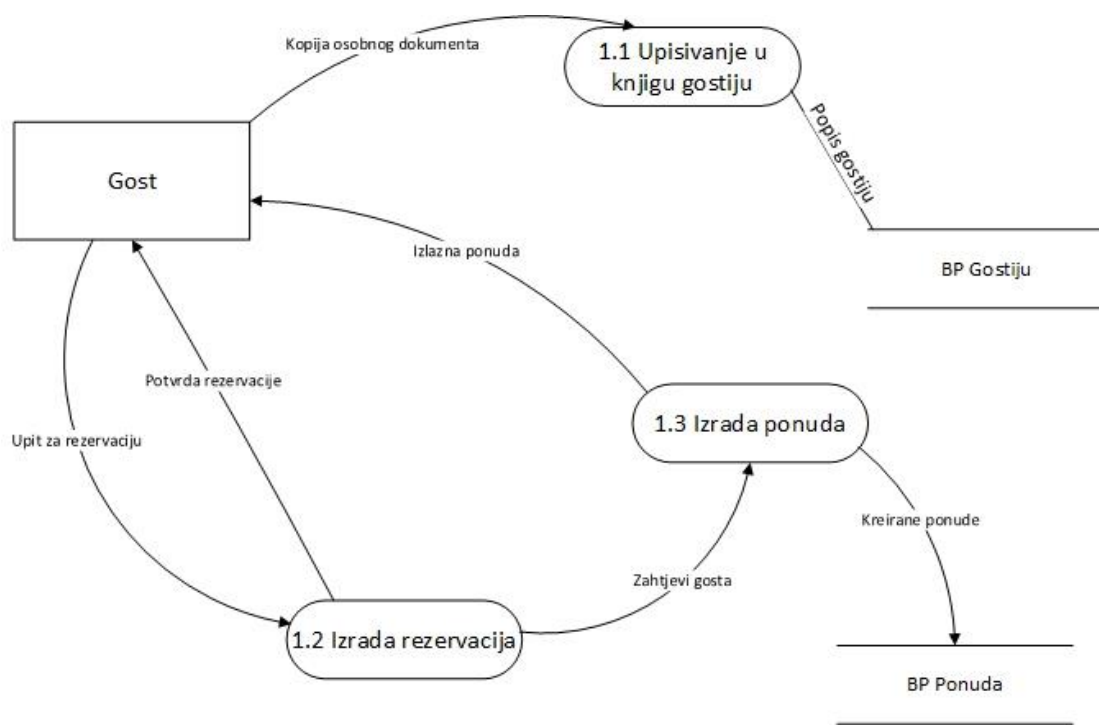 Kopija osobnog dokumenta
1.1 Upisivanje u
knjigu gostiju
Popis gostiju
Gost
Izlazna ponuda
BP Gostiju
Potvrda rezervacije
1.3 Izrada ponuda
Upit za rezervaciju
Kreirane ponude
Zahtjevi gosta
1.2 Izrada rezervacija
BP Ponuda